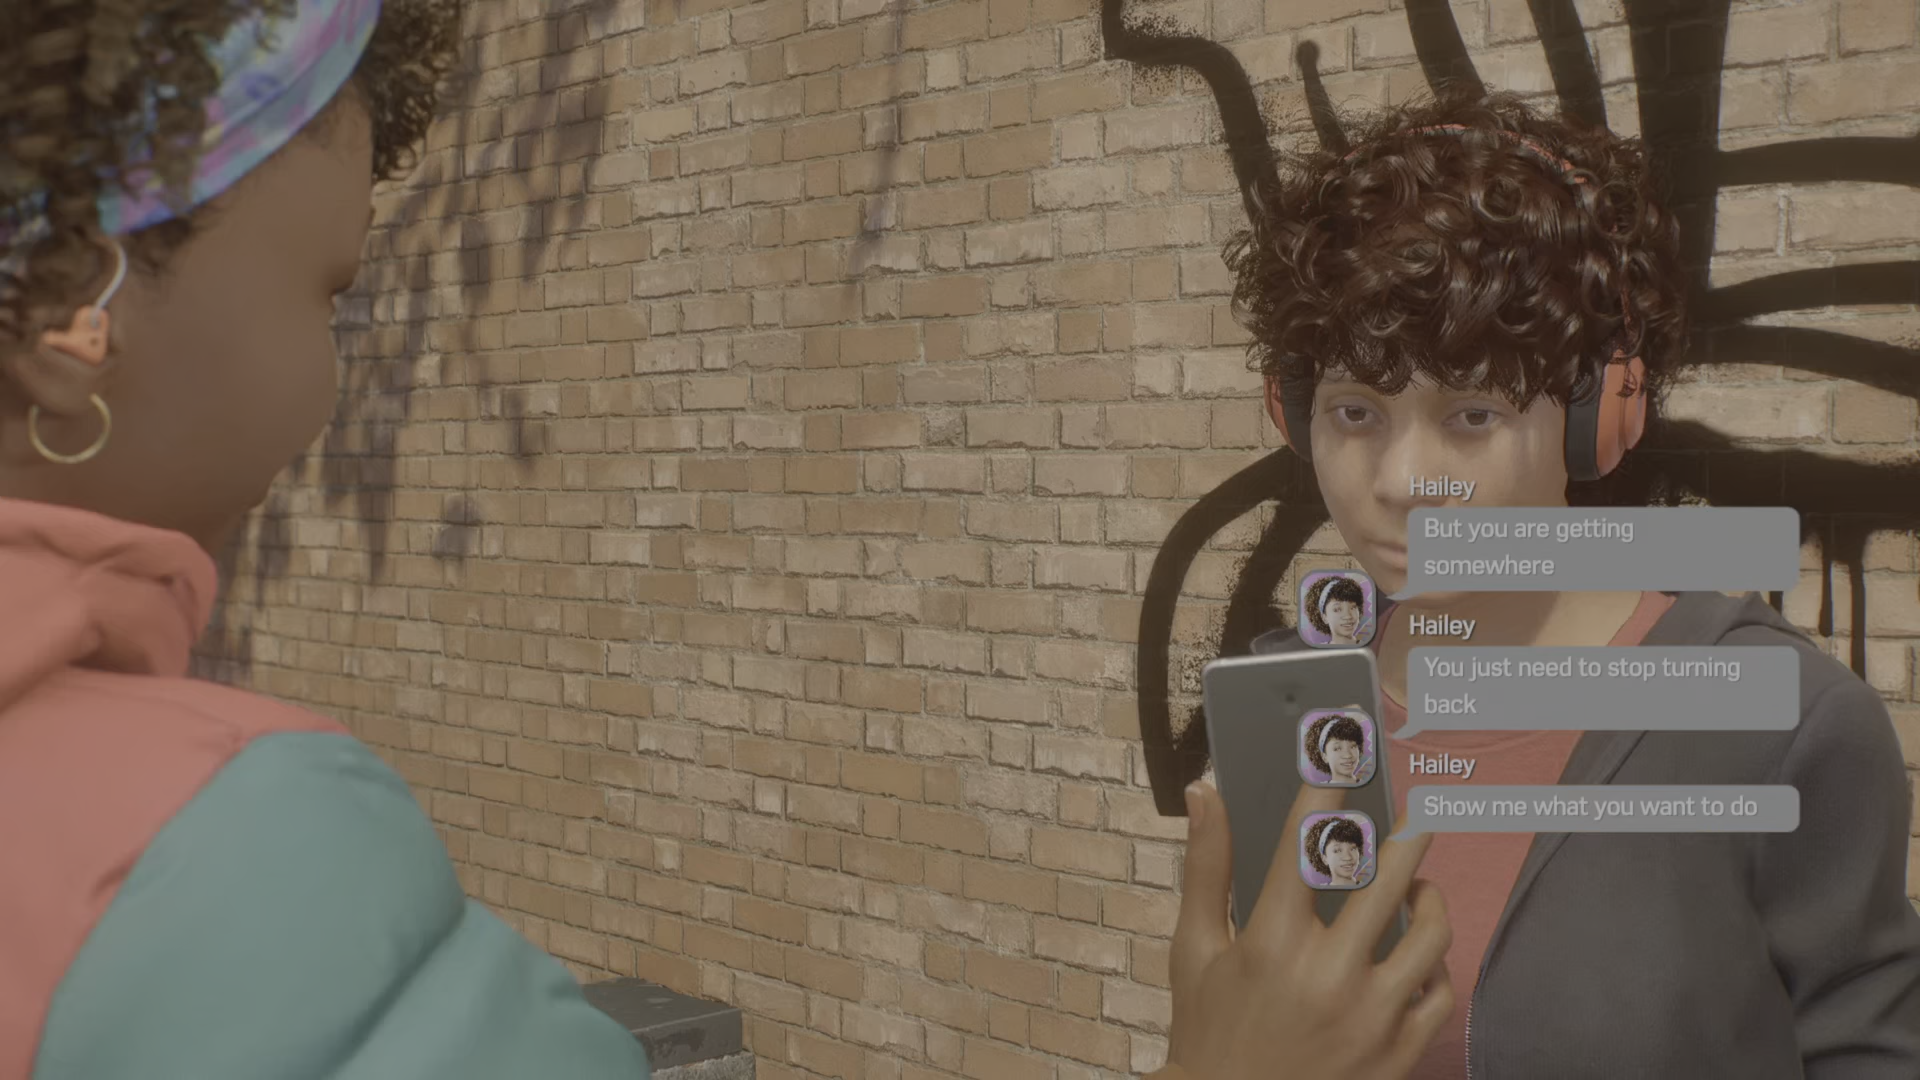 Hailey
But you are getting
somewhere
Hailey
You just need to stop turning
back
Hailey
Show me what you want to do